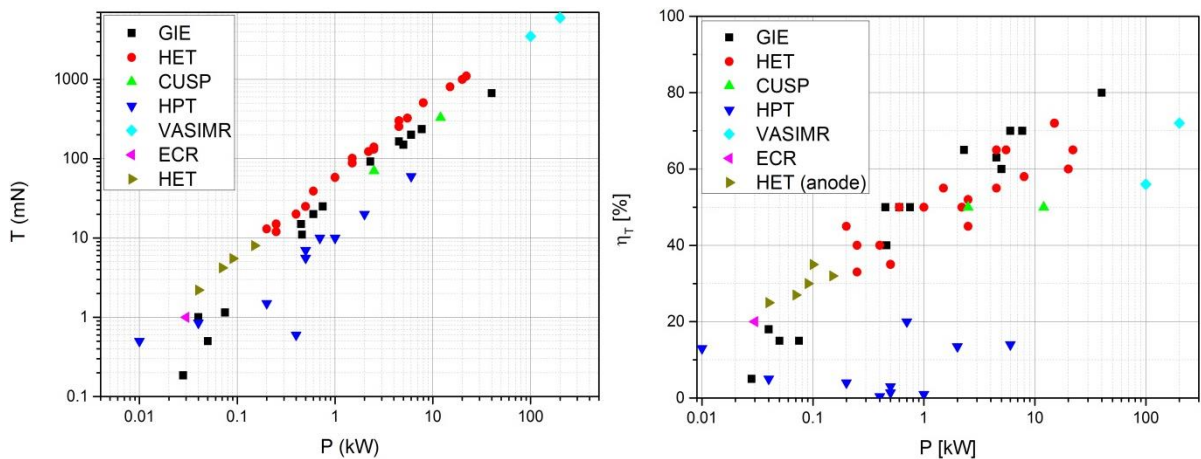 T (mN)
1000
100
10
1
0.1
GIE
HET
CUSP
HPT
VASIMR
ECR
HET
0.01
0.1
1
10
100
P (kW)
ηT [%]
100
80
60
40
20
0
GIE
HET
CUSP
HPT
VASIMR
ECR
HET (anode)
0.01
0.1
1
10
100
P [kW]